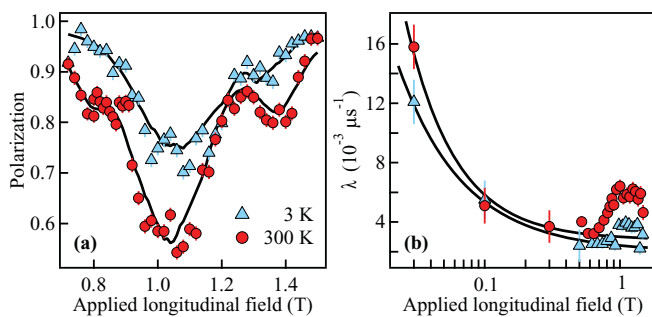 1.0
0.9
0.8
0.7
0.6
Polarization
(a)
3 K
300 K
0.8
1.0
1.2
1.4
Applied longitudinal field (T)
16
12
8
4
λ (10⁻³ μs⁻¹)
(b)
0.1
1
Applied longitudinal field (T)